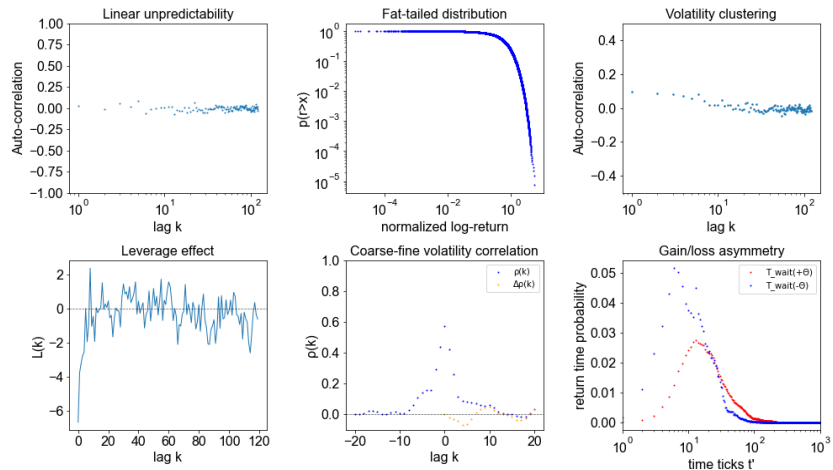 Linear unpredictability
Auto-correlation
1.00
0.75
0.50
0.25
0.00
−0.25
−0.50
−0.75
−1.00
10⁰
10¹
10²
lag k
Fat-tailed distribution
p(r>x)
10⁰
10⁻¹
10⁻²
10⁻³
10⁻⁴
10⁻⁵
10⁻⁴
10⁻²
10⁰
normalized log-return
Volatility clustering
Auto-correlation
0.4
0.2
0.0
−0.2
−0.4
10⁰
10¹
10²
lag k
Leverage effect
L(k)
2
0
−2
−4
−6
0
20
40
60
80
100
120
lag k
Coarse-fine volatility correlation
ρ(k)
Δρ(k)
ρ(k)
1.0
0.8
0.6
0.4
0.2
0.0
−20
−10
0
10
20
lag k
Gain/loss asymmetry
T_wait(+Θ)
T_wait(-Θ)
return time probability
0.05
0.04
0.03
0.02
0.01
0.00
10⁰
10¹
10²
10³
time ticks t'